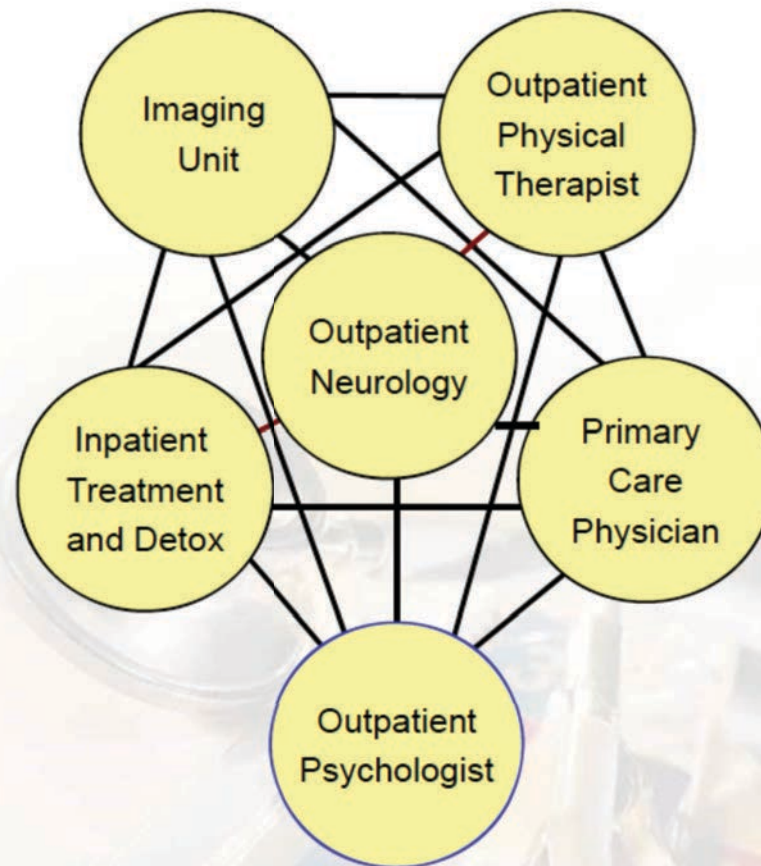 Imaging
Unit
Outpatient
Physical
Therapist
Outpatient
Neurology
Inpatient
Treatment
and Detox
Primary
Care
Physician
Outpatient
Psychologist